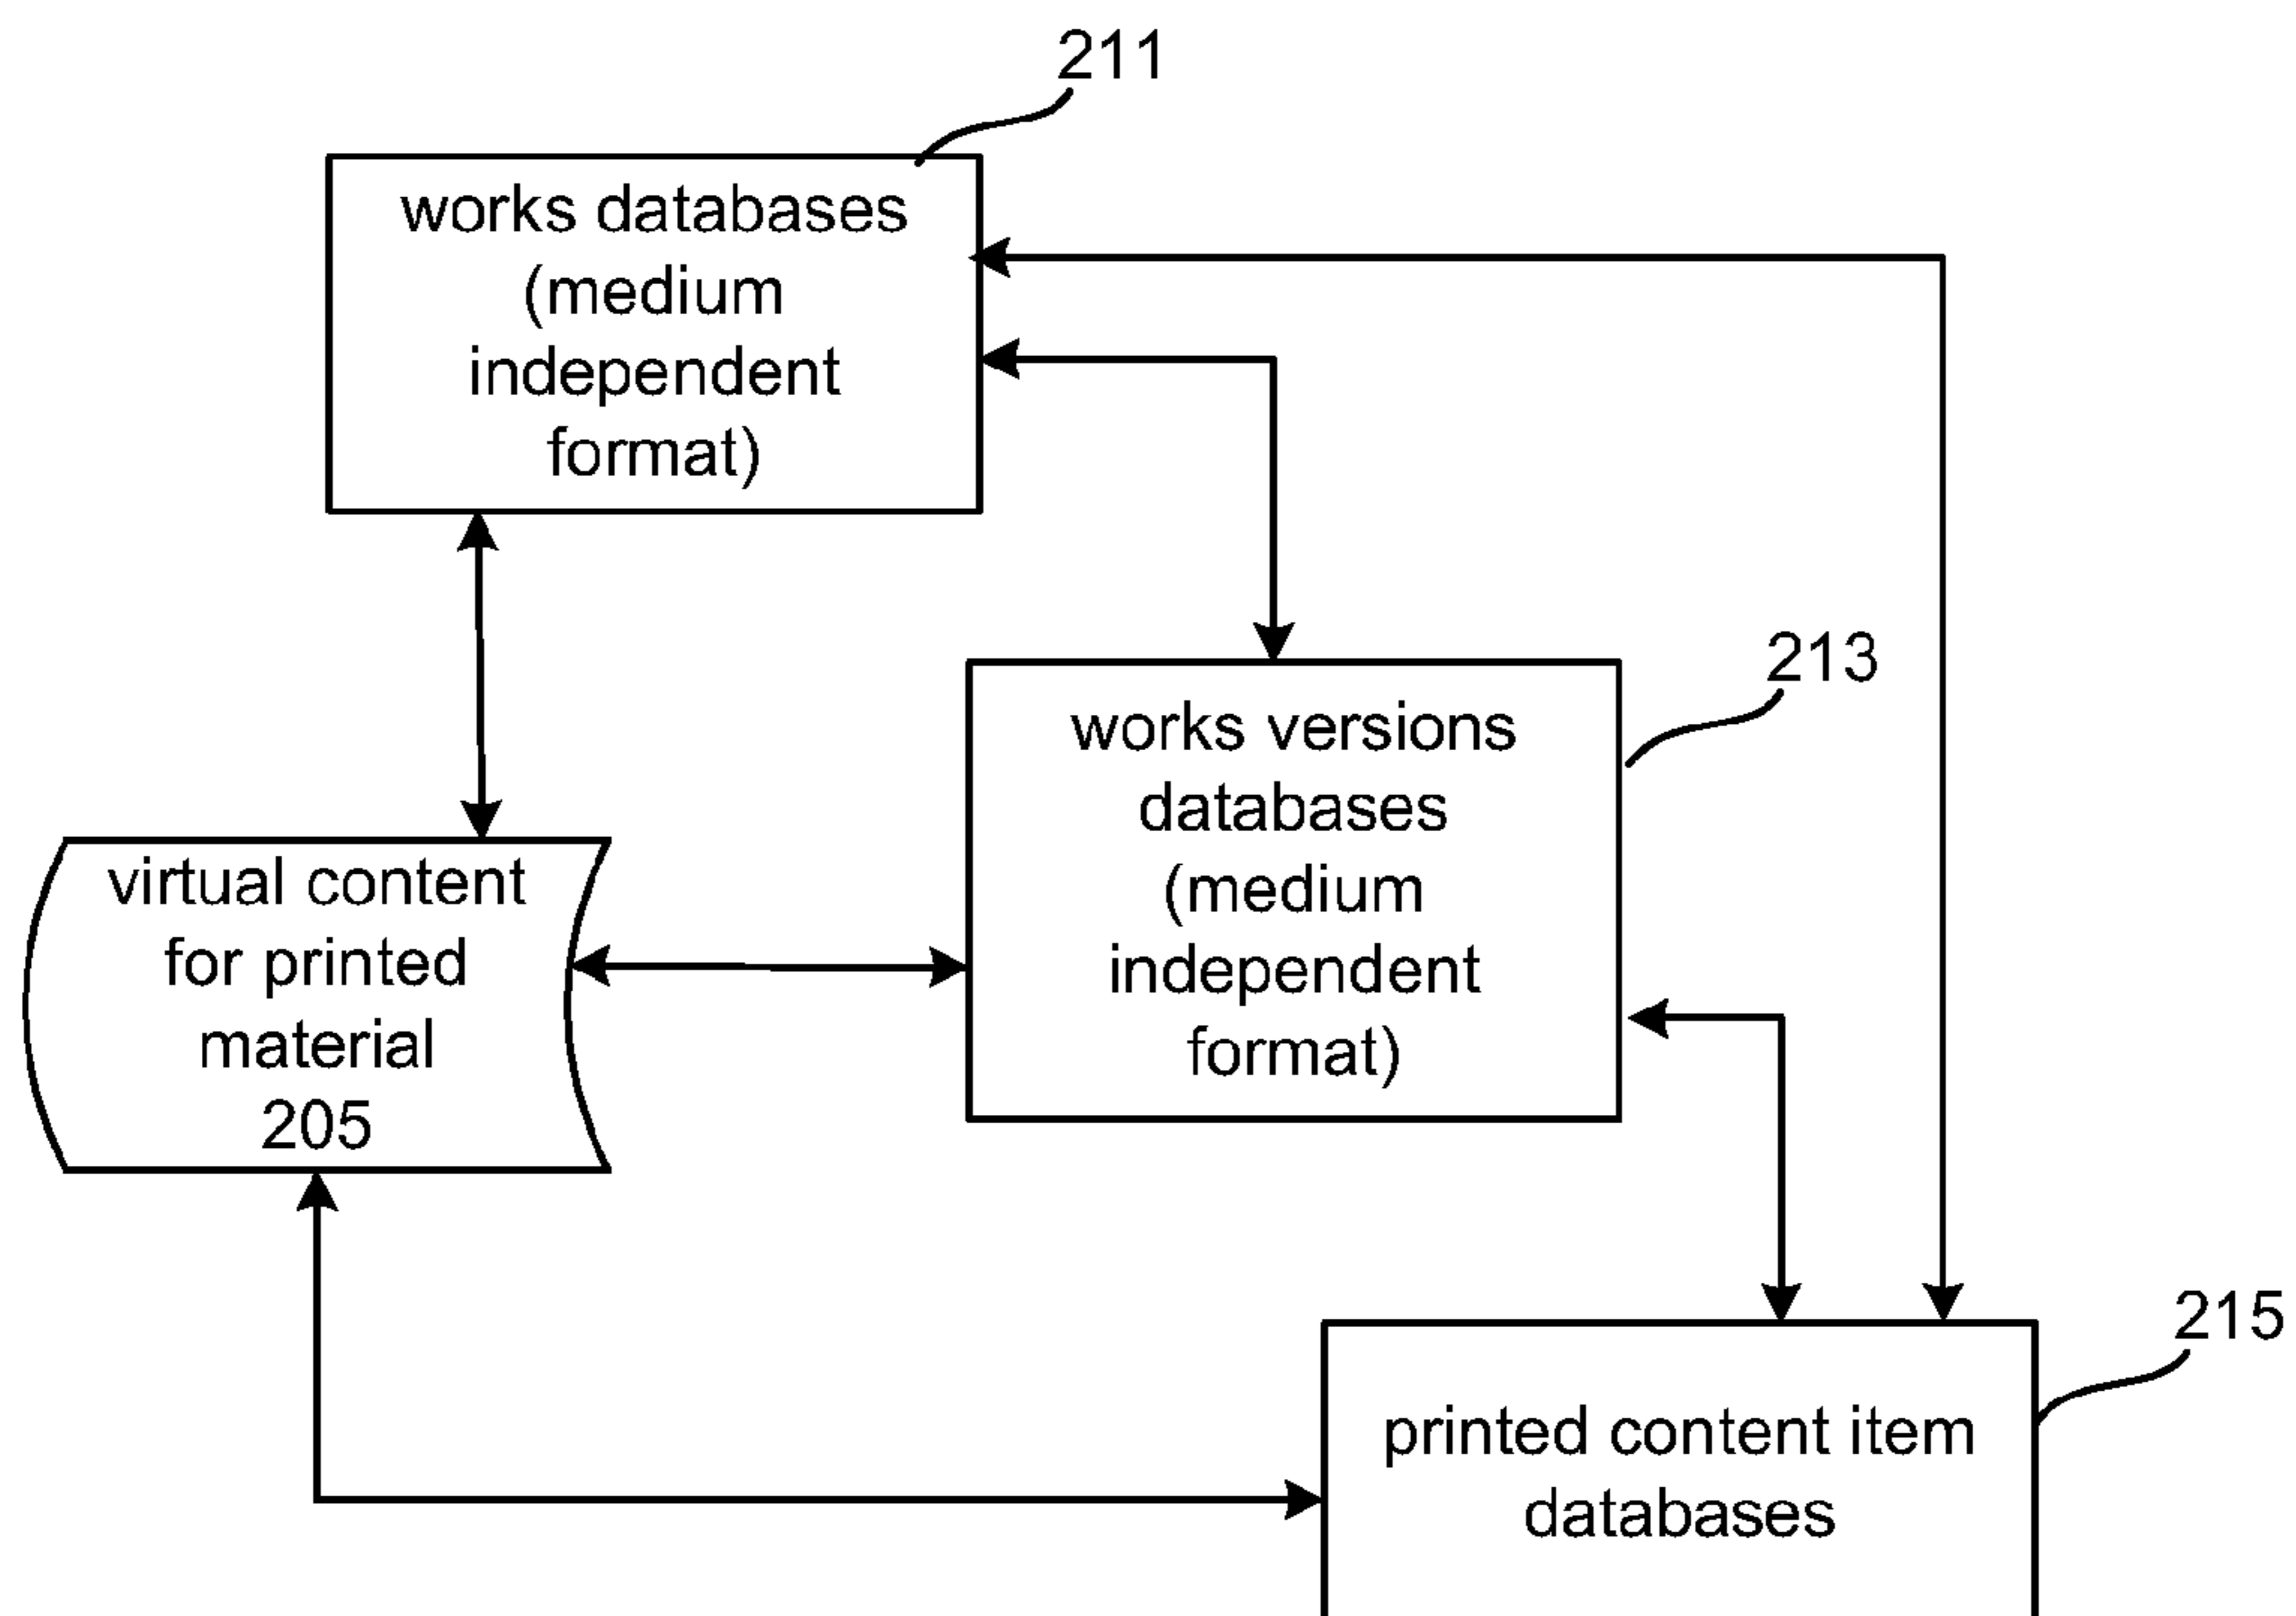 211
works databases
(medium
independent
format)
213
works versions
databases
(medium
independent
format)
virtual content
for printed
material
205
215
printed content item
databases